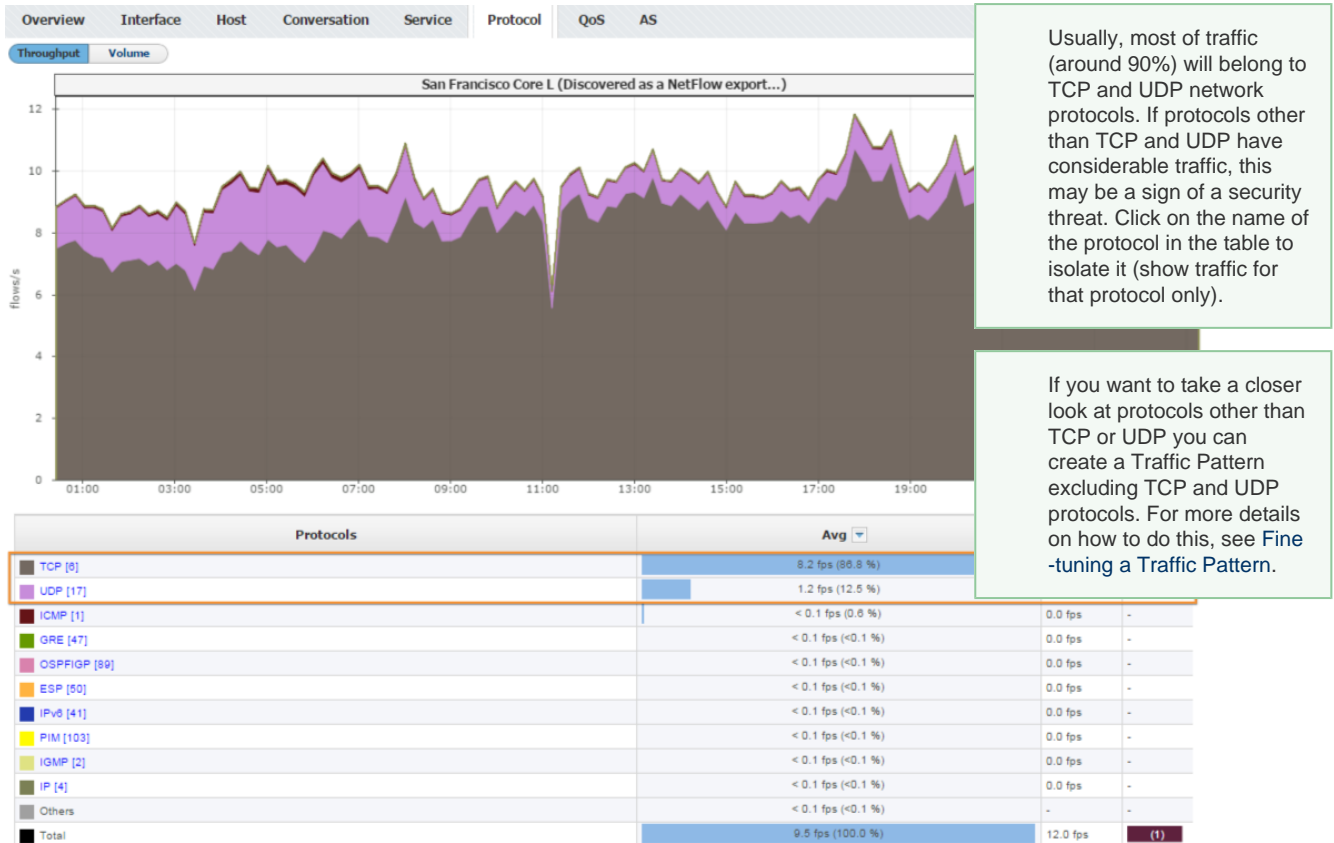 Overview Interface Host Conversation Service Protocol QoS AS
Throughput Volume
San Francisco Core L (Discovered as a NetFlow export...)
12
10
8
6
4
2
0
flows/s
01:00 03:00 05:00 07:00 09:00 11:00 13:00 15:00 17:00 19:00
Usually, most of traffic
(around 90%) will belong to
TCP and UDP network
protocols. If protocols other
than TCP and UDP have
considerable traffic, this
may be a sign of a security
threat. Click on the name of
the protocol in the table to
isolate it (show traffic for
that protocol only).
If you want to take a closer
look at protocols other than
TCP or UDP you can
create a Traffic Pattern
excluding TCP and UDP
protocols. For more details
on how to do this, see Fine
-tuning a Traffic Pattern.
Protocols Avg
TCP [6] 8.2 fps (86.8 %)
UDP [17] 1.2 fps (12.5 %)
ICMP [1] < 0.1 fps (0.6 %) 0.0 fps -
GRE [47] < 0.1 fps (<0.1 %) 0.0 fps -
OSPFIGP [89] < 0.1 fps (<0.1 %) 0.0 fps -
ESP [50] < 0.1 fps (<0.1 %) 0.0 fps -
IPv6 [41] < 0.1 fps (<0.1 %) 0.0 fps -
PIM [103] < 0.1 fps (<0.1 %) 0.0 fps -
IGMP [2] < 0.1 fps (<0.1 %) 0.0 fps -
IP [4] < 0.1 fps (<0.1 %) 0.0 fps -
Others < 0.1 fps (<0.1 %) - -
Total 9.5 fps (100.0 %) 12.0 fps (1)